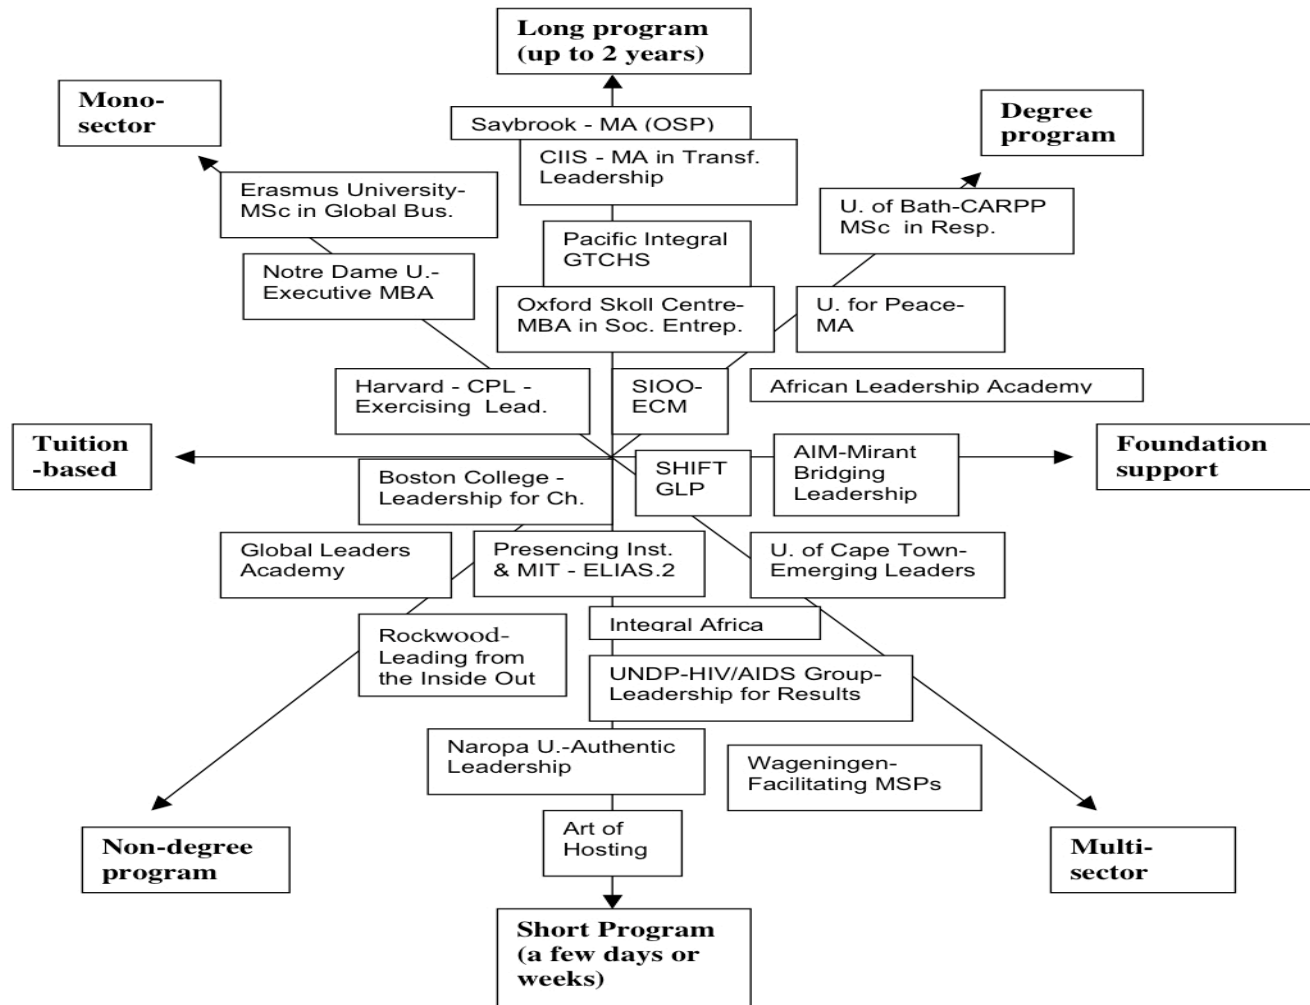 Long program
(up to 2 years)
Mono-
sector
Degree
program
Saybrook - MA (OSP)
CIIS - MA in Transf.
Leadership
Erasmus University-
MSc in Global Bus.
U. of Bath-CARPP
MSc in Resp.
Pacific Integral
GTCHS
Notre Dame U.-
Executive MBA
Oxford Skoll Centre-
MBA in Soc. Entrep.
U. for Peace-
MA
Harvard - CPL -
Exercising Lead.
SIOO-
ECM
African Leadership Academy
Tuition
-based
Foundation
support
Boston College -
Leadership for Ch.
SHIFT
GLP
AIM-Mirant
Bridging
Leadership
Global Leaders
Academy
Presencing Inst.
& MIT - ELIAS.2
U. of Cape Town-
Emerging Leaders
Rockwood-
Leading from
the Inside Out
Integral Africa
UNDP-HIV/AIDS Group-
Leadership for Results
Naropa U.-Authentic
Leadership
Wageningen-
Facilitating MSPs
Art of
Hosting
Non-degree
program
Multi-
sector
Short Program
(a few days or
weeks)